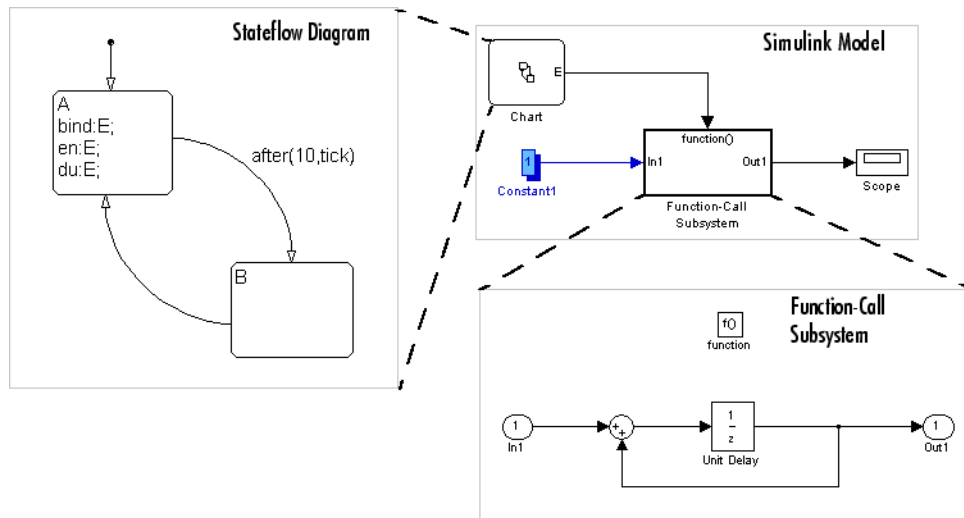 Stateflow Diagram
A
bind:E;
en:E;
du:E;
after(10,tick)
B
Simulink Model
E
Chart
function()
1
In1
Out1
Constant1
Function-Call
Subsystem
Scope
Function-Call
Subsystem
f()
function
1
In1
+
+
1
z
Unit Delay
1
Out1